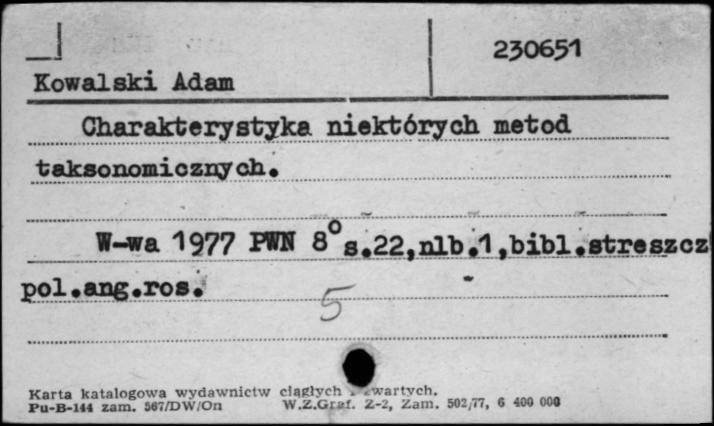 230651
Kowalski Adam
Charakterystyka niektórych metod
taksonomicznych.
W-wa 1977 PWN 8° s.22,nlb.1,bibl.streszcz
pol.ang.ros.
5
Karta katalogowa wydawnictw ciągłych zwartych.
Pu-B-144 zam. 567/DW/On W.Z.Graf. Z-2, Zam. 502/77, 6 400 000